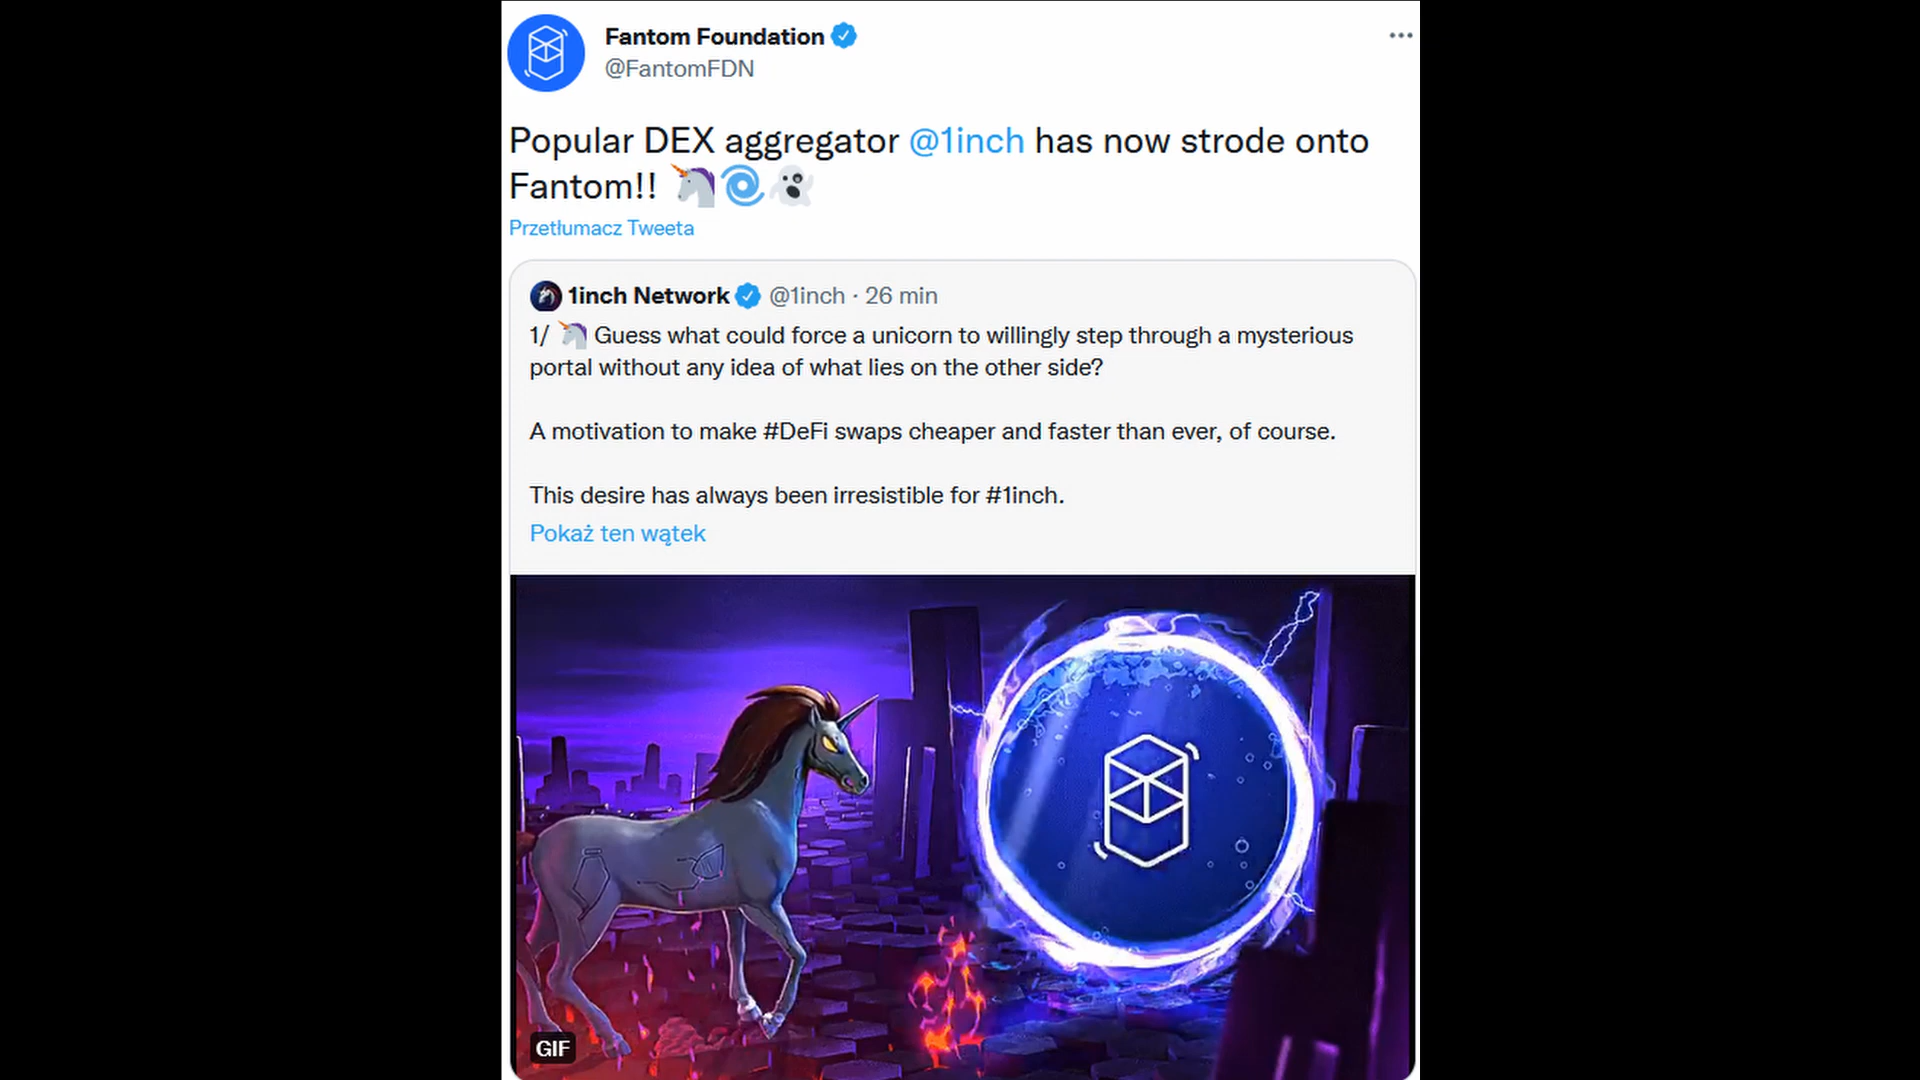 Fantom Foundation
@FantomFDN
Popular DEX aggregator @1inch has now strode onto
Fantom!! 🦄🌀👻
Przetłumacz Tweeta
1inch Network @1inch · 26 min
1/ 🦄 Guess what could force a unicorn to willingly step through a mysterious
portal without any idea of what lies on the other side?
A motivation to make #DeFi swaps cheaper and faster than ever, of course.
This desire has always been irresistible for #1inch.
Pokaż ten wątek
GIF